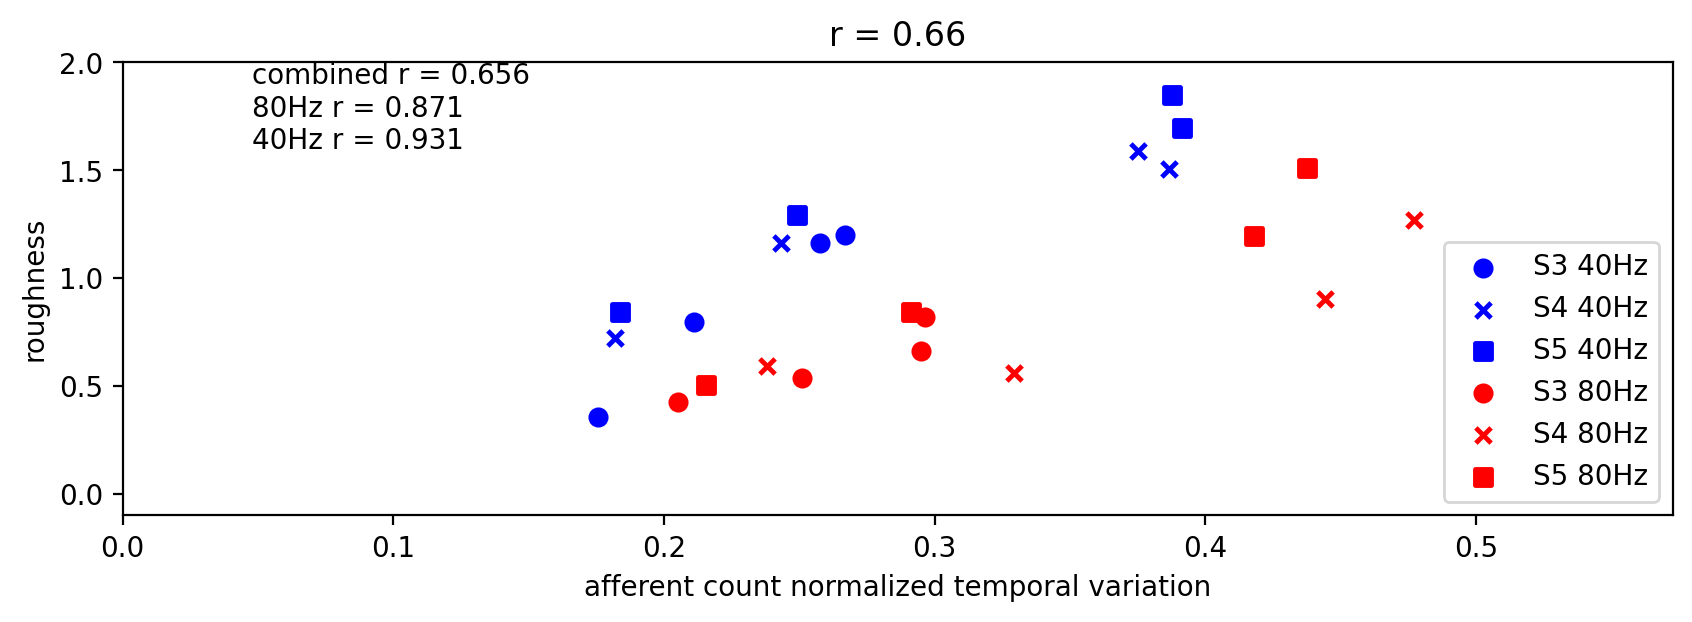 r = 0.66
combined r = 0.656
80Hz r = 0.871
40Hz r = 0.931
2.0
1.5
1.0
0.5
0.0
roughness
0.0 0.1 0.2 0.3 0.4 0.5
afferent count normalized temporal variation
S3 40Hz
S4 40Hz
S5 40Hz
S3 80Hz
S4 80Hz
S5 80Hz